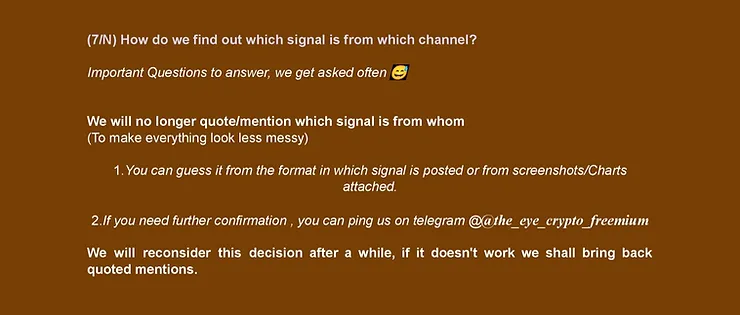 (7/N) How do we find out which signal is from which channel?
Important Questions to answer, we get asked often 😅
We will no longer quote/mention which signal is from whom
(To make everything look less messy)
1.You can guess it from the format in which signal is posted or from screenshots/Charts
attached.
2.If you need further confirmation , you can ping us on telegram @@the_eye_crypto_freemium
We will reconsider this decision after a while, if it doesn't work we shall bring back
quoted mentions.